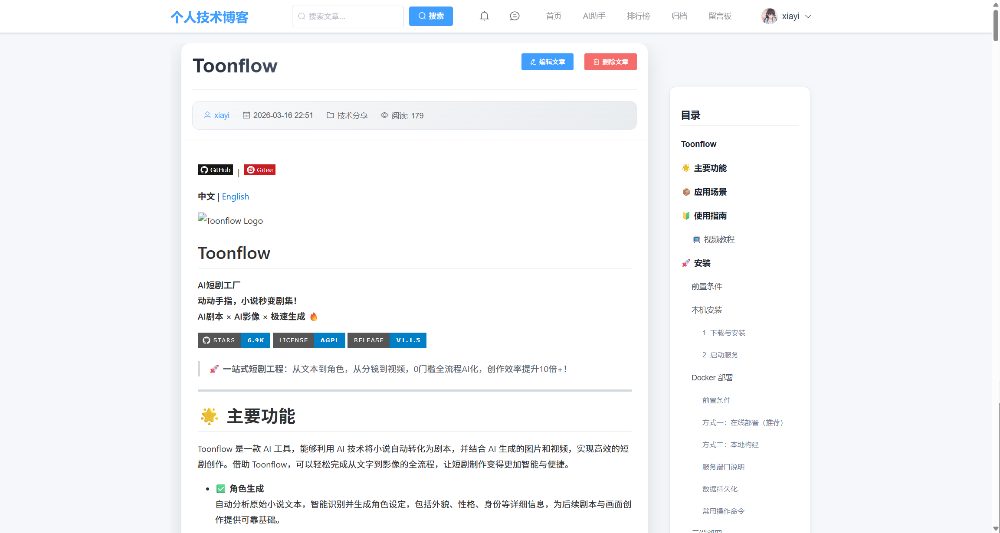 个人技术博客
搜索文章...
搜索
首页
AI助手
排行榜
归档
留言板
xiayi
Toonflow
编辑文章
删除文章
xiayi
2026-03-16 22:51
技术分享
阅读: 179
GitHub | Gitee
中文 | English
Toonflow Logo
Toonflow
AI短剧工厂
动动手指，小说秒变剧集！
AI剧本 × AI影像 × 极速生成 🔥
STARS 6.9K
LICENSE AGPL
RELEASE V1.1.5
🚀 一站式短剧工程：从文本到角色，从分镜到视频，0门槛全流程AI化，创作效率提升10倍+！
🌟 主要功能
Toonflow 是一款 AI 工具，能够利用 AI 技术将小说自动转化为剧本，并结合 AI 生成的图片和视频，实现高效的短
剧创作。借助 Toonflow，可以轻松完成从文字到影像的全流程，让短剧制作变得更加智能与便捷。
• ✅ 角色生成
自动分析原始小说文本，智能识别并生成角色设定，包括外貌、性格、身份等详细信息，为后续剧本与画面创
作提供可靠基础。
目录
Toonflow
🌟 主要功能
📦 应用场景
🔰 使用指南
📺 视频教程
🚀 安装
前置条件
本机安装
1. 下载与安装
2. 启动服务
Docker 部署
前置条件
方式一：在线部署（推荐）
方式二：本地构建
服务端口说明
数据持久化
常用操作命令